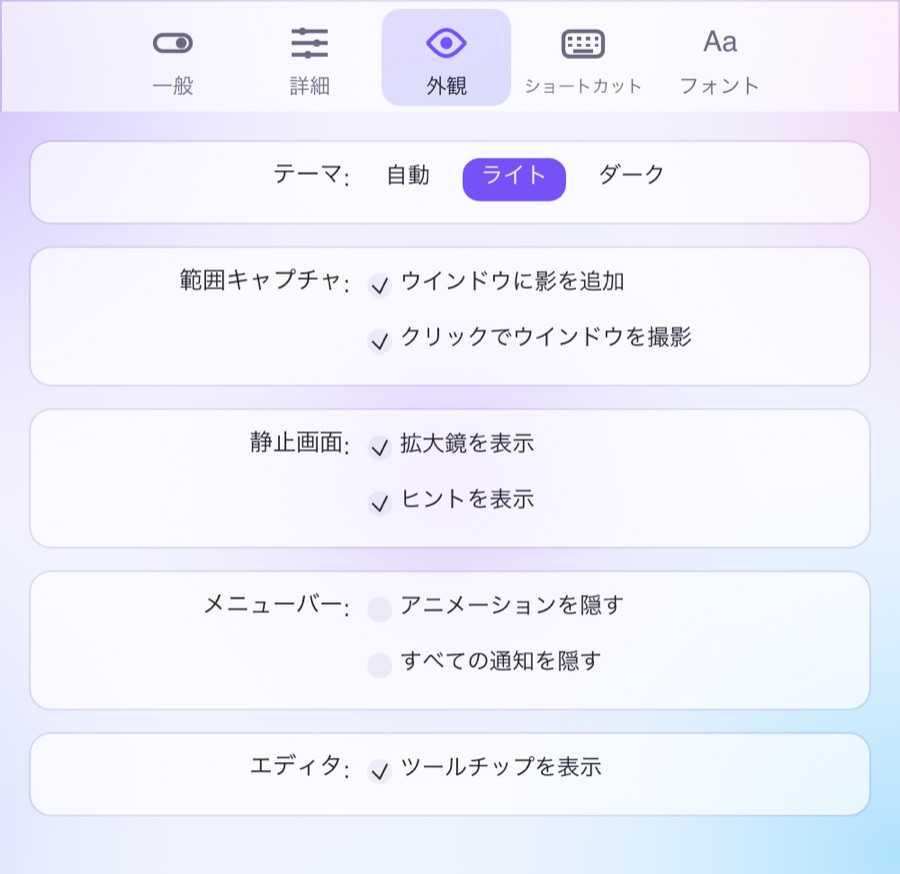 一般
詳細
外観
ショートカット
Aa
フォント
テーマ: 自動 ライト ダーク
範囲キャプチャ: ウインドウに影を追加
クリックでウインドウを撮影
静止画面: 拡大鏡を表示
ヒントを表示
メニューバー: アニメーションを隠す
すべての通知を隠す
エディタ: ツールチップを表示